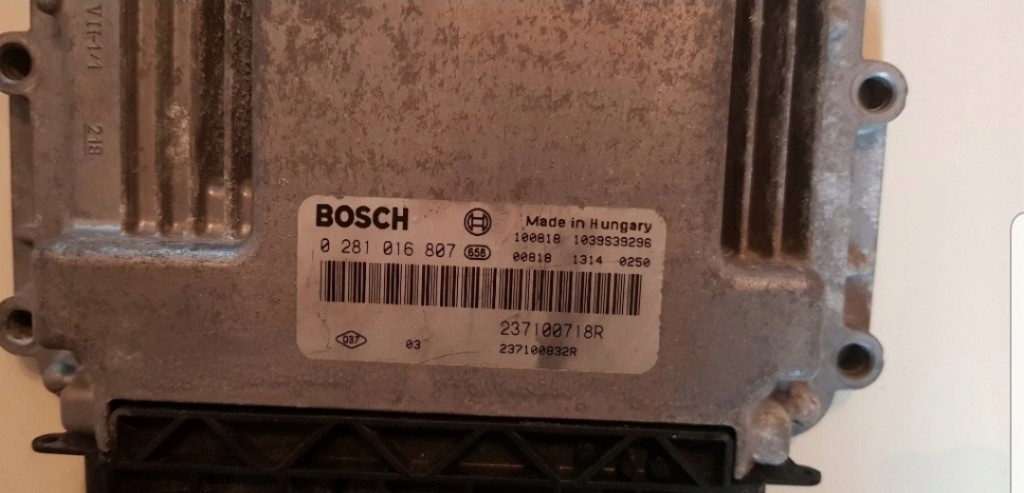 VII-1/1
218
BOSCH Made in Hungary
100818 1039S39296
0 281 016 807 658 00818 1314 0250
237100718R
037 03 237100832R